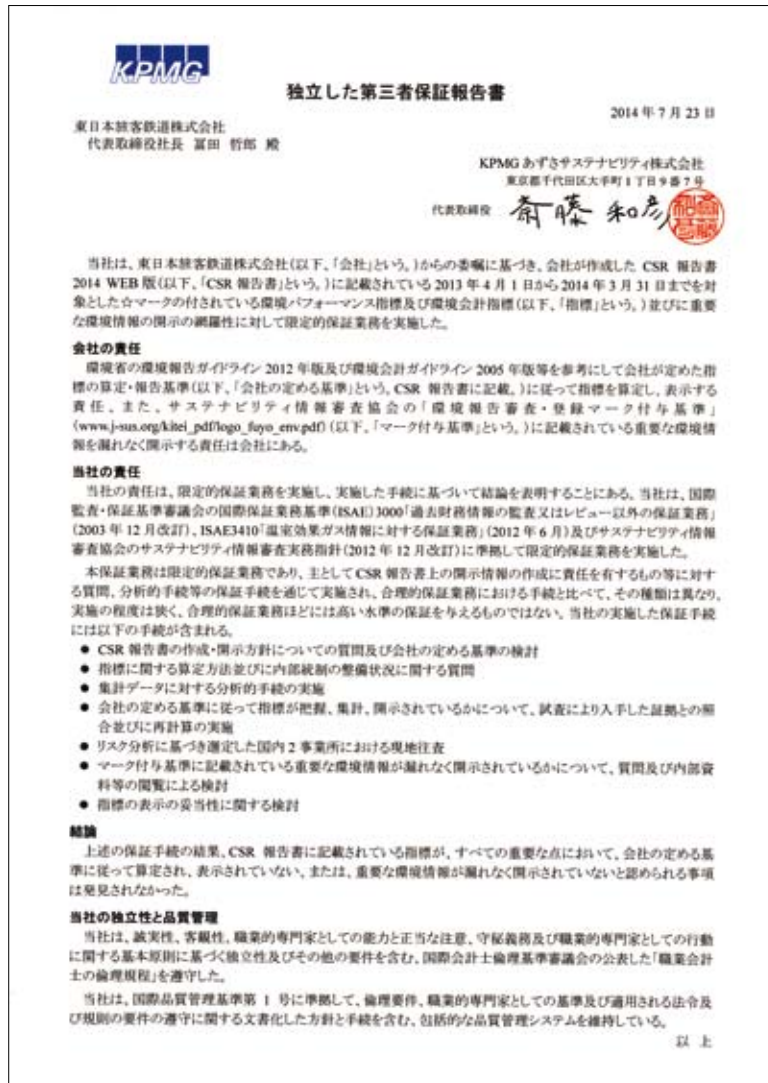 KPMG
独立した第三者保証報告書
2014年7月23日
東日本旅客鉄道株式会社
代表取締役社長 冨田 哲郎 殿
KPMG あずさサステナビリティ株式会社
東京都千代田区大手町1丁目9番7号
代表取締役 斎藤 和彦
当社は、東日本旅客鉄道株式会社(以下、「会社」という。)からの委嘱に基づき、会社が作成した CSR 報告書
2014 WEB 版(以下、「CSR 報告書」という。)に記載されている 2013 年 4 月 1 日から 2014 年 3 月 31 日までを対
象とした☆マークの付されている環境パフォーマンス指標及び環境会計指標(以下、「指標」という。)並びに重要
な環境情報の開示の網羅性に対して限定的保証業務を実施した。
会社の責任
環境省の環境報告ガイドライン 2012 年版及び環境会計ガイドライン 2005 年版等を参考にして会社が定めた指
標の算定・報告基準(以下、「会社の定める基準」という。CSR 報告書に記載。)に従って指標を算定し、表示する
責任、また、サステナビリティ情報審査協会の「環境報告審査・登録マーク付与基準」
(www.j-sus.org/kitei_pdf/logo_fuyo_env.pdf)(以下、「マーク付与基準」という。)に記載されている重要な環境情
報を漏れなく開示する責任は会社にある。
当社の責任
当社の責任は、限定的保証業務を実施し、実施した手続に基づいて結論を表明することにある。当社は、国際
監査・保証基準審議会の国際保証業務基準(ISAE)3000「過去財務情報の監査又はレビュー以外の保証業務」
(2003 年 12 月改訂)、ISAE3410「温室効果ガス情報に対する保証業務」(2012 年 6 月)及びサステナビリティ情報
審査協会のサステナビリティ情報審査実務指針(2012 年 12 月改訂)に準拠して限定的保証業務を実施した。
本保証業務は限定的保証業務であり、主として CSR 報告書上の開示情報の作成に責任を有するもの等に対す
る質問、分析的手続等の保証手続を通じて実施され、合理的保証業務における手続と比べて、その種類は異なり、
実施の程度は狭く、合理的保証業務ほどには高い水準の保証を与えるものではない。当社の実施した保証手続
には以下の手続が含まれる。
● CSR 報告書の作成・開示方針についての質問及び会社の定める基準の検討
● 指標に関する算定方法並びに内部統制の整備状況に関する質問
● 集計データに対する分析的手続の実施
● 会社の定める基準に従って指標が把握、集計、開示されているかについて、試査により入手した証拠との照
合並びに再計算の実施
● リスク分析に基づき選定した国内 2 事業所における現地往査
● マーク付与基準に記載されている重要な環境情報が漏れなく開示されているかについて、質問及び内部資
料等の閲覧による検討
● 指標の表示の妥当性に関する検討
結論
上述の保証手続の結果、CSR 報告書に記載されている指標が、すべての重要な点において、会社の定める基
準に従って算定され、表示されていない、または、重要な環境情報が漏れなく開示されていないと認められる事項
は発見されなかった。
当社の独立性と品質管理
当社は、誠実性、客観性、職業的専門家としての能力と正当な注意、守秘義務及び職業的専門家としての行動
に関する基本原則に基づく独立性及びその他の要件を含む、国際会計士倫理基準審議会の公表した「職業会計
士の倫理規程」を遵守した。
当社は、国際品質管理基準第 1 号に準拠して、倫理要件、職業的専門家としての基準及び適用される法令及
び規則の要件の遵守に関する文書化した方針と手続を含む、包括的な品質管理システムを維持している。
以 上